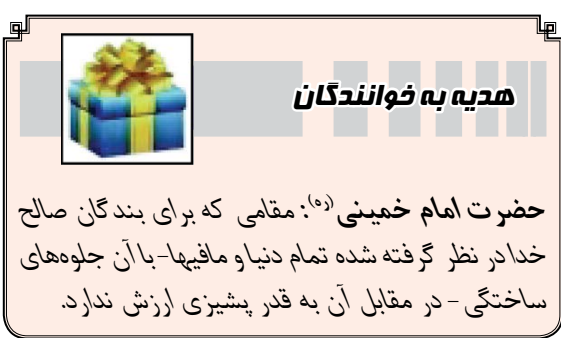 هدیه به خوانندگان
حضرت امام خمینی(ره): مقامی که برای بندگان صالح
خدا در نظر گرفته شده تمام دنیا و مافیها- با آن جلوه‌های
ساختگی - در مقابل آن به قدر پشیزی ارزش ندارد.